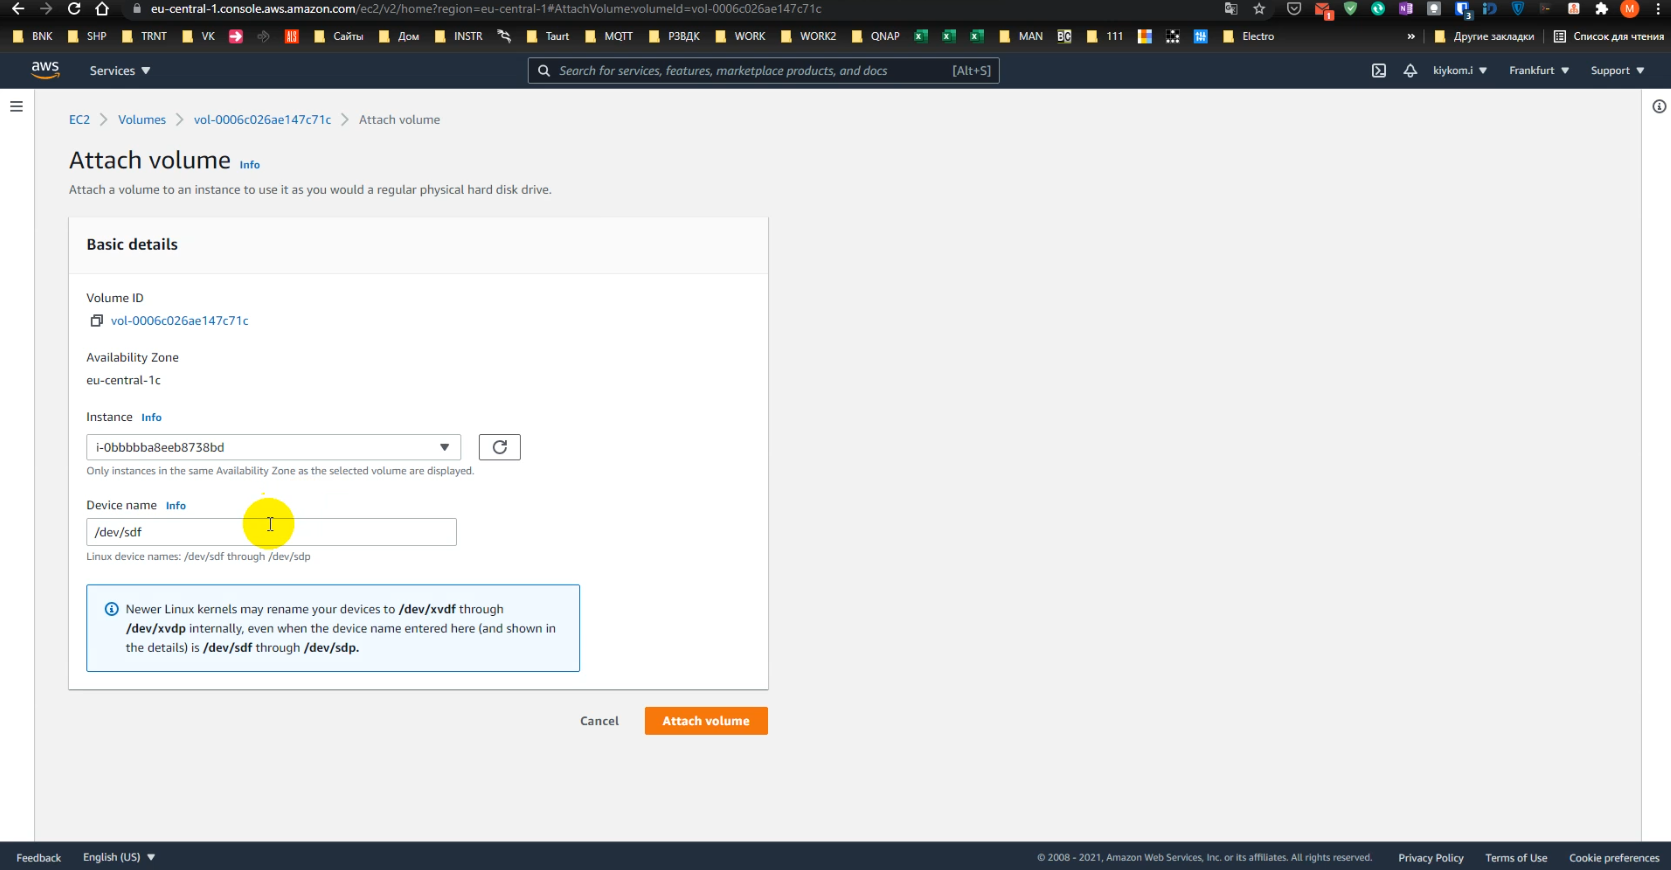 eu-central-1.console.aws.amazon.com/ec2/v2/home?region=eu-central-1#AttachVolume:volumeId=vol-0006c026ae147c71c
BNK SHP TRNT VK Сайты Дом INSTR Taurt MQTT РЗВДК WORK WORK2 QNAP MAN BC 111 Electro » Другие закладки Список для чтения
aws Services Search for services, features, marketplace products, and docs [Alt+S] kiykom.i Frankfurt Support
EC2 > Volumes > vol-0006c026ae147c71c > Attach volume
Attach volume Info
Attach a volume to an instance to use it as you would a regular physical hard disk drive.
Basic details
Volume ID
vol-0006c026ae147c71c
Availability Zone
eu-central-1c
Instance Info
i-0bbbbba8eeb8738bd
Only instances in the same Availability Zone as the selected volume are displayed.
Device name Info
/dev/sdf
Linux device names: /dev/sdf through /dev/sdp
Newer Linux kernels may rename your devices to /dev/xvdf through
/dev/xvdp internally, even when the device name entered here (and shown in
the details) is /dev/sdf through /dev/sdp.
Cancel Attach volume
Feedback English (US) © 2008 - 2021, Amazon Web Services, Inc. or its affiliates. All rights reserved. Privacy Policy Terms of Use Cookie preferences